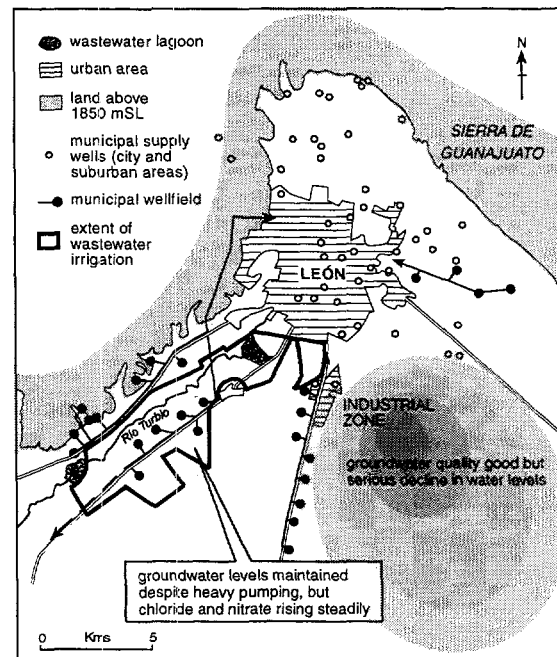 wastewater lagoon
urban area
land above
1850 mSL
municipal supply
wells (city and
suburban areas)
municipal wellfield
extent of
wastewater
irrigation
N
SIERRA DE
GUANAJUATO
LEÓN
Río Turbio
INDUSTRIAL
ZONE
groundwater quality good but
serious decline in water levels
groundwater levels maintained
despite heavy pumping, but
chloride and nitrate rising steadily
0 Kms 5